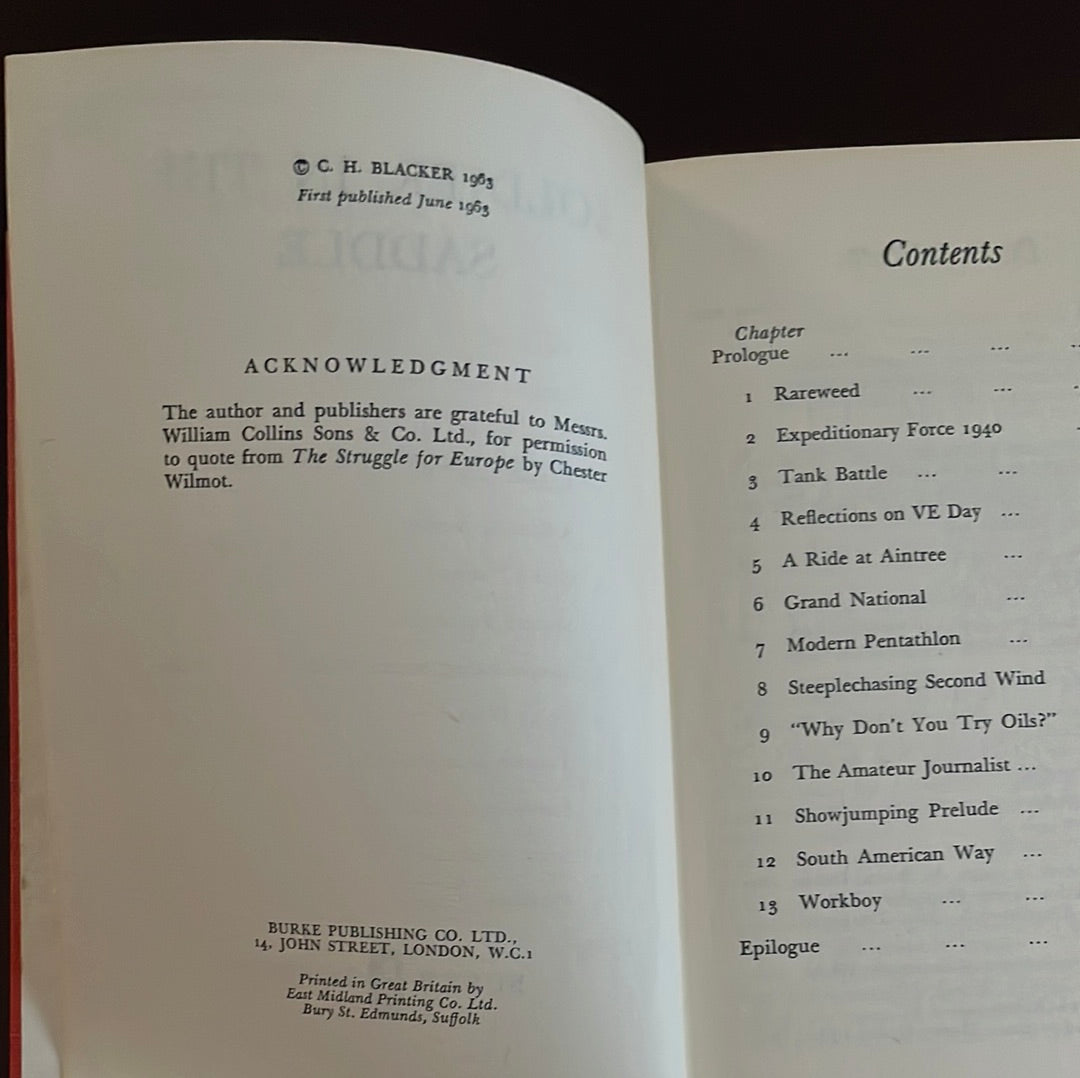 © C. H. BLACKER 1963
First published June 1963
ACKNOWLEDGMENT
The author and publishers are grateful to Messrs.
William Collins Sons & Co. Ltd., for permission
to quote from The Struggle for Europe by Chester
Wilmot.
BURKE PUBLISHING CO. LTD.,
14, JOHN STREET, LONDON, W.C.1
Printed in Great Britain by
East Midland Printing Co. Ltd.
Bury St. Edmunds, Suffolk
Contents
Chapter
Prologue ... ... ... ...
1 Rareweed ... ... ...
2 Expeditionary Force 1940
3 Tank Battle ... ...
4 Reflections on VE Day ...
5 A Ride at Aintree ...
6 Grand National ...
7 Modern Pentathlon ...
8 Steeplechasing Second Wind
9 “Why Don't You Try Oils?”
10 The Amateur Journalist ...
11 Showjumping Prelude ...
12 South American Way ...
13 Workboy ... ...
Epilogue ... ... ...